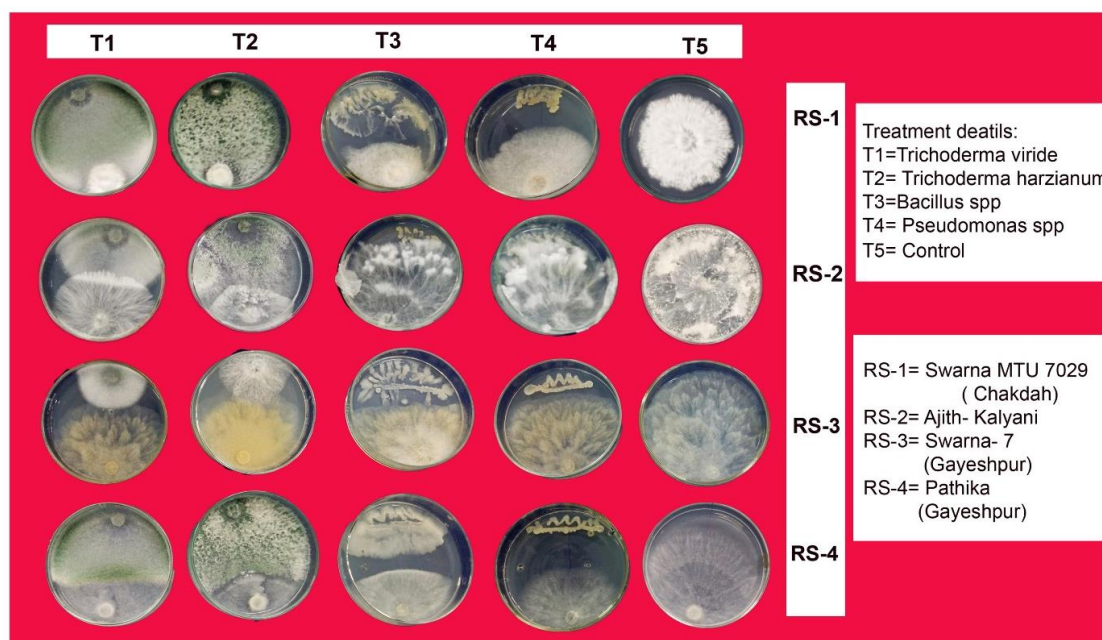 T1 T2 T3 T4 T5
RS-1
RS-2
RS-3
RS-4
Treatment deatils:
T1=Trichoderma viride
T2= Trichoderma harzianum
T3=Bacillus spp
T4= Pseudomonas spp
T5= Control
RS-1= Swarna MTU 7029
( Chakdah)
RS-2= Ajith- Kalyani
RS-3= Swarna- 7
(Gayeshpur)
RS-4= Pathika
(Gayeshpur)